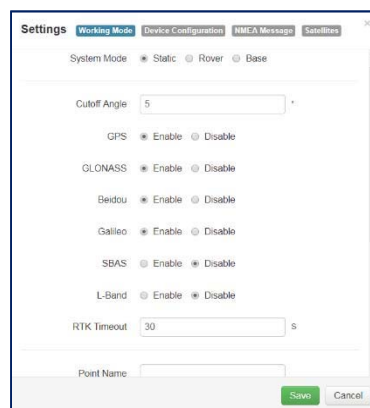 Settings Working Mode Device Configuration NMEA Message Satellites ×
System Mode Static Rover Base
Cutoff Angle 5 °
GPS Enable Disable
GLONASS Enable Disable
Beidou Enable Disable
Galileo Enable Disable
SBAS Enable Disable
L-Band Enable Disable
RTK Timeout 30 s
Point Name
Save Cancel